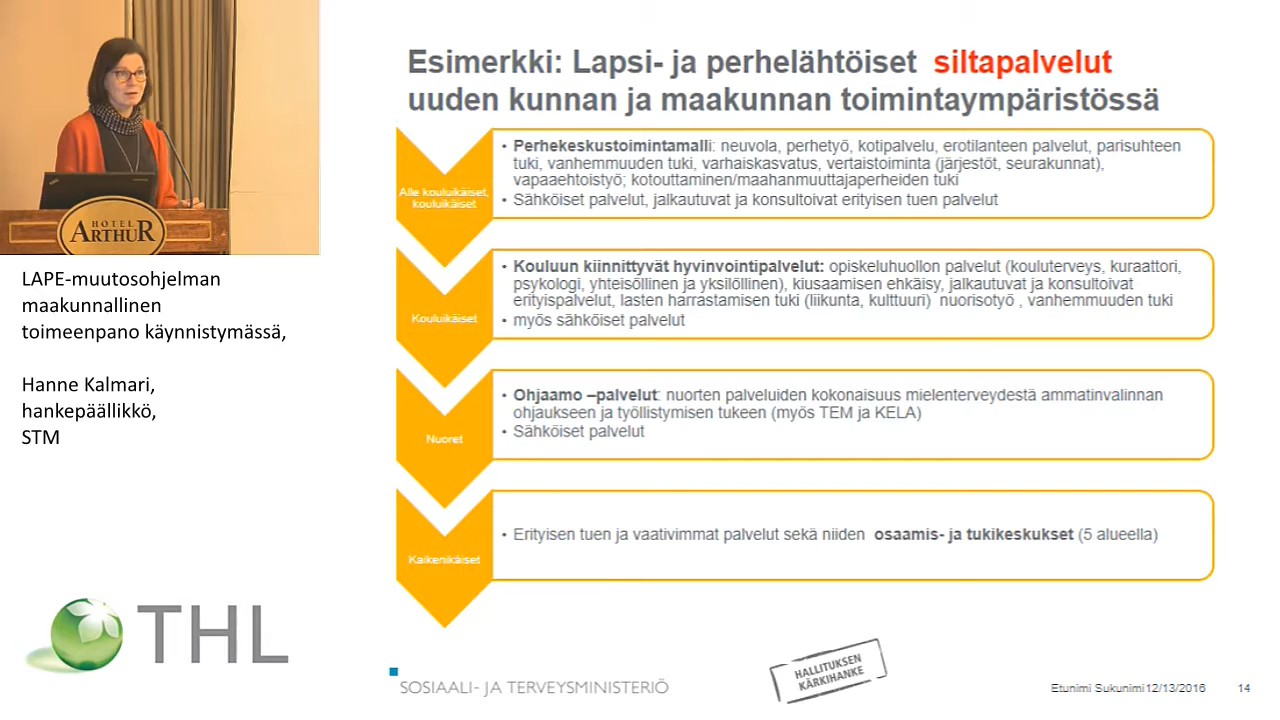 HOTEL
ARTHUR
LAPE-muutosohjelman
maakunnallinen
toimeenpano käynnistymässä,
Hanne Kalmari,
hankepäällikkö,
STM
THL
Esimerkki: Lapsi- ja perhelähtöiset siltapalvelut
uuden kunnan ja maakunnan toimintaympäristössä
Alle kouluikäiset,
kouluikäiset
• Perhekeskustoimintamalli: neuvola, perhetyö, kotipalvelu, erotilanteen palvelut, parisuhteen
tuki, vanhemmuuden tuki, varhaiskasvatus, vertaistoiminta (järjestöt, seurakunnat),
vapaaehtoistyö; kotouttaminen/maahanmuuttajaperheiden tuki
• Sähköiset palvelut, jalkautuvat ja konsultoivat erityisen tuen palvelut
Kouluikäiset
• Kouluun kiinnittyvät hyvinvointipalvelut: opiskeluhuollon palvelut (kouluterveys, kuraattori,
psykologi, yhteisöllinen ja yksilöllinen), kiusaamisen ehkäisy, jalkautuvat ja konsultoivat
erityispalvelut, lasten harrastamisen tuki (liikunta, kulttuuri) nuorisotyö , vanhemmuuden tuki
• myös sähköiset palvelut
Nuoret
• Ohjaamo –palvelut: nuorten palveluiden kokonaisuus mielenterveydestä ammatinvalinnan
ohjaukseen ja työllistymisen tukeen (myös TEM ja KELA)
• Sähköiset palvelut
Kaikenikäiset
• Erityisen tuen ja vaativimmat palvelut sekä niiden osaamis- ja tukikeskukset (5 alueella)
SOSIAALI- JA TERVEYSMINISTERIÖ
HALLITUKSEN
KÄRKIHANKE
Etunimi Sukunimi 12/13/2016 14